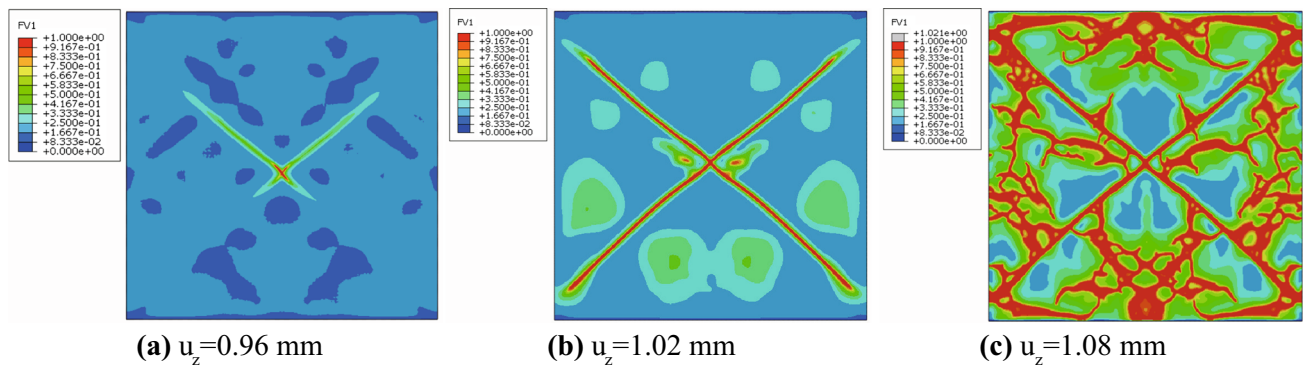 FV1
+1.000e+00
+9.167e-01
+8.333e-01
+7.500e-01
+6.667e-01
+5.833e-01
+5.000e-01
+4.167e-01
+3.333e-01
+2.500e-01
+1.667e-01
+8.333e-02
+0.000e+00
FV1
+1.000e+00
+9.167e-01
+8.333e-01
+7.500e-01
+6.667e-01
+5.833e-01
+5.000e-01
+4.167e-01
+3.333e-01
+2.500e-01
+1.667e-01
+8.333e-02
+0.000e+00
FV1
+1.021e+00
+1.000e+00
+9.167e-01
+8.333e-01
+7.500e-01
+6.667e-01
+5.833e-01
+5.000e-01
+4.167e-01
+3.333e-01
+2.500e-01
+1.667e-01
+8.333e-02
+0.000e+00
(a) u_z=0.96 mm
(b) u_z=1.02 mm
(c) u_z=1.08 mm